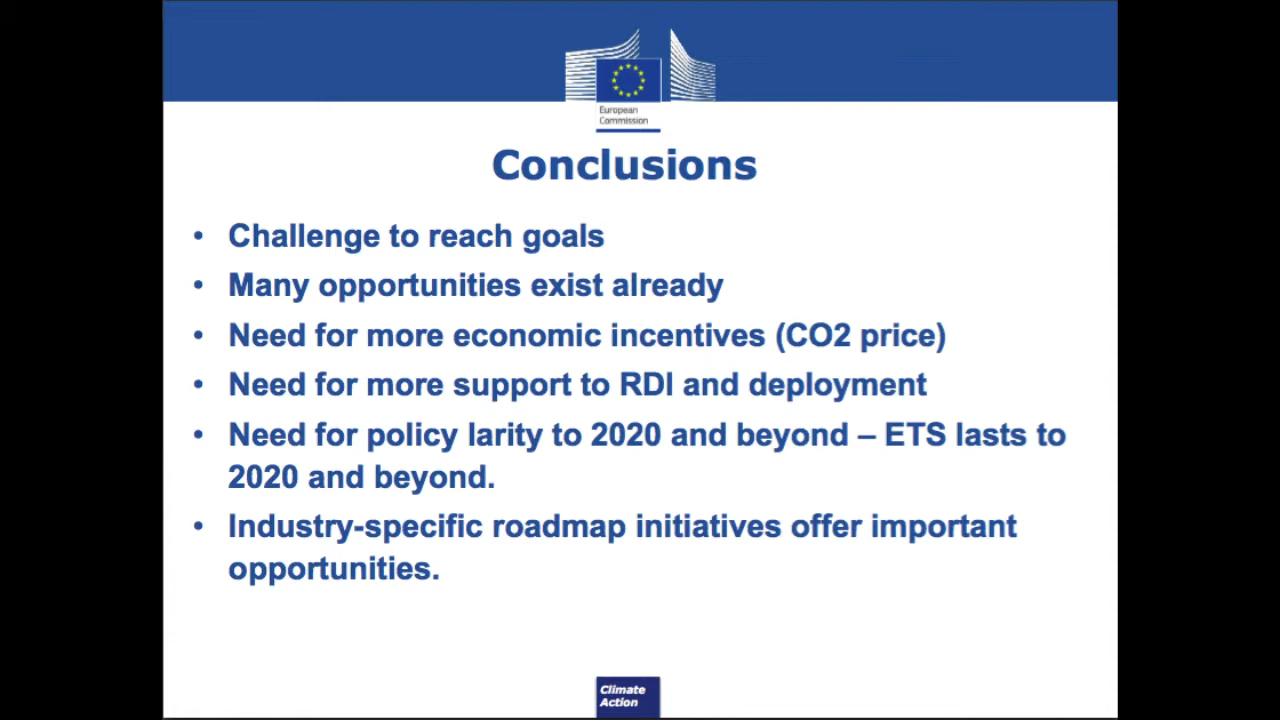 European
Commission
Conclusions
• Challenge to reach goals
• Many opportunities exist already
• Need for more economic incentives (CO2 price)
• Need for more support to RDI and deployment
• Need for policy larity to 2020 and beyond – ETS lasts to
2020 and beyond.
• Industry-specific roadmap initiatives offer important
opportunities.
Climate
Action